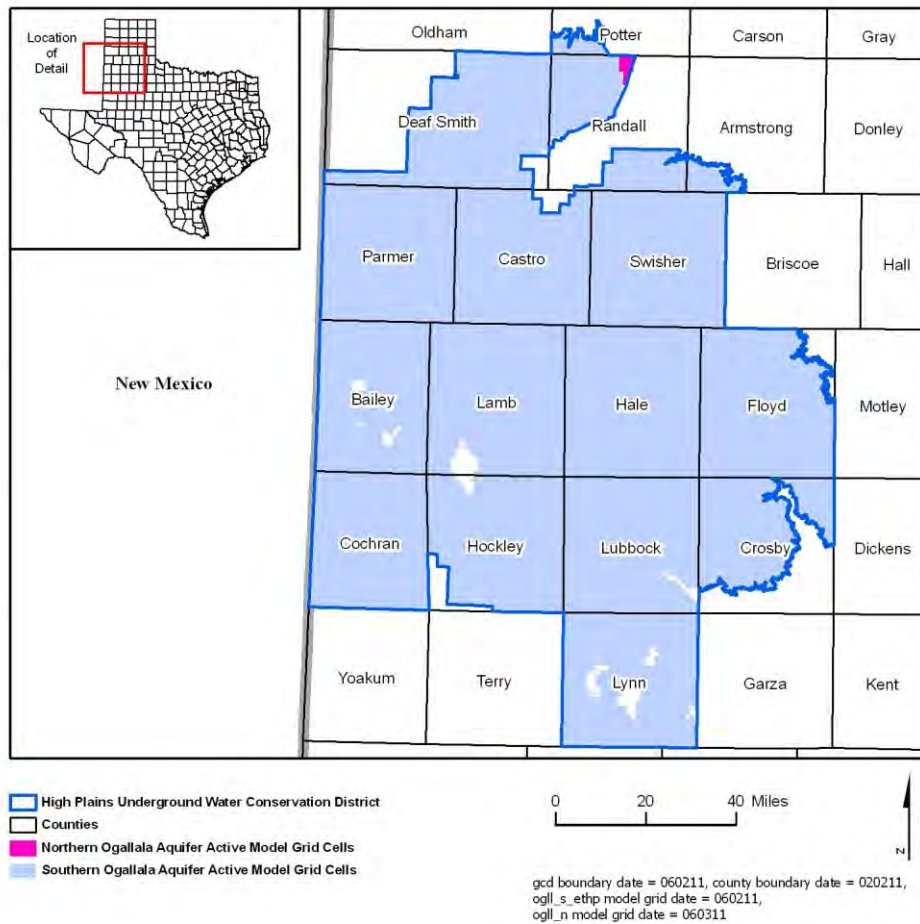 Location
of
Detail
Oldham
Potter
Carson
Gray
Deaf Smith
Randall
Armstrong
Donley
Parmer
Castro
Swisher
Briscoe
Hall
New Mexico
Bailey
Lamb
Hale
Floyd
Motley
Cochran
Hockley
Lubbock
Crosby
Dickens
Yoakum
Terry
Lynn
Garza
Kent
High Plains Underground Water Conservation District
Counties
Northern Ogallala Aquifer Active Model Grid Cells
Southern Ogallala Aquifer Active Model Grid Cells
0 20 40 Miles
N
gcd boundary date = 060211, county boundary date = 020211,
ogll_s_ethp model grid date = 060211,
ogll_n model grid date = 060311